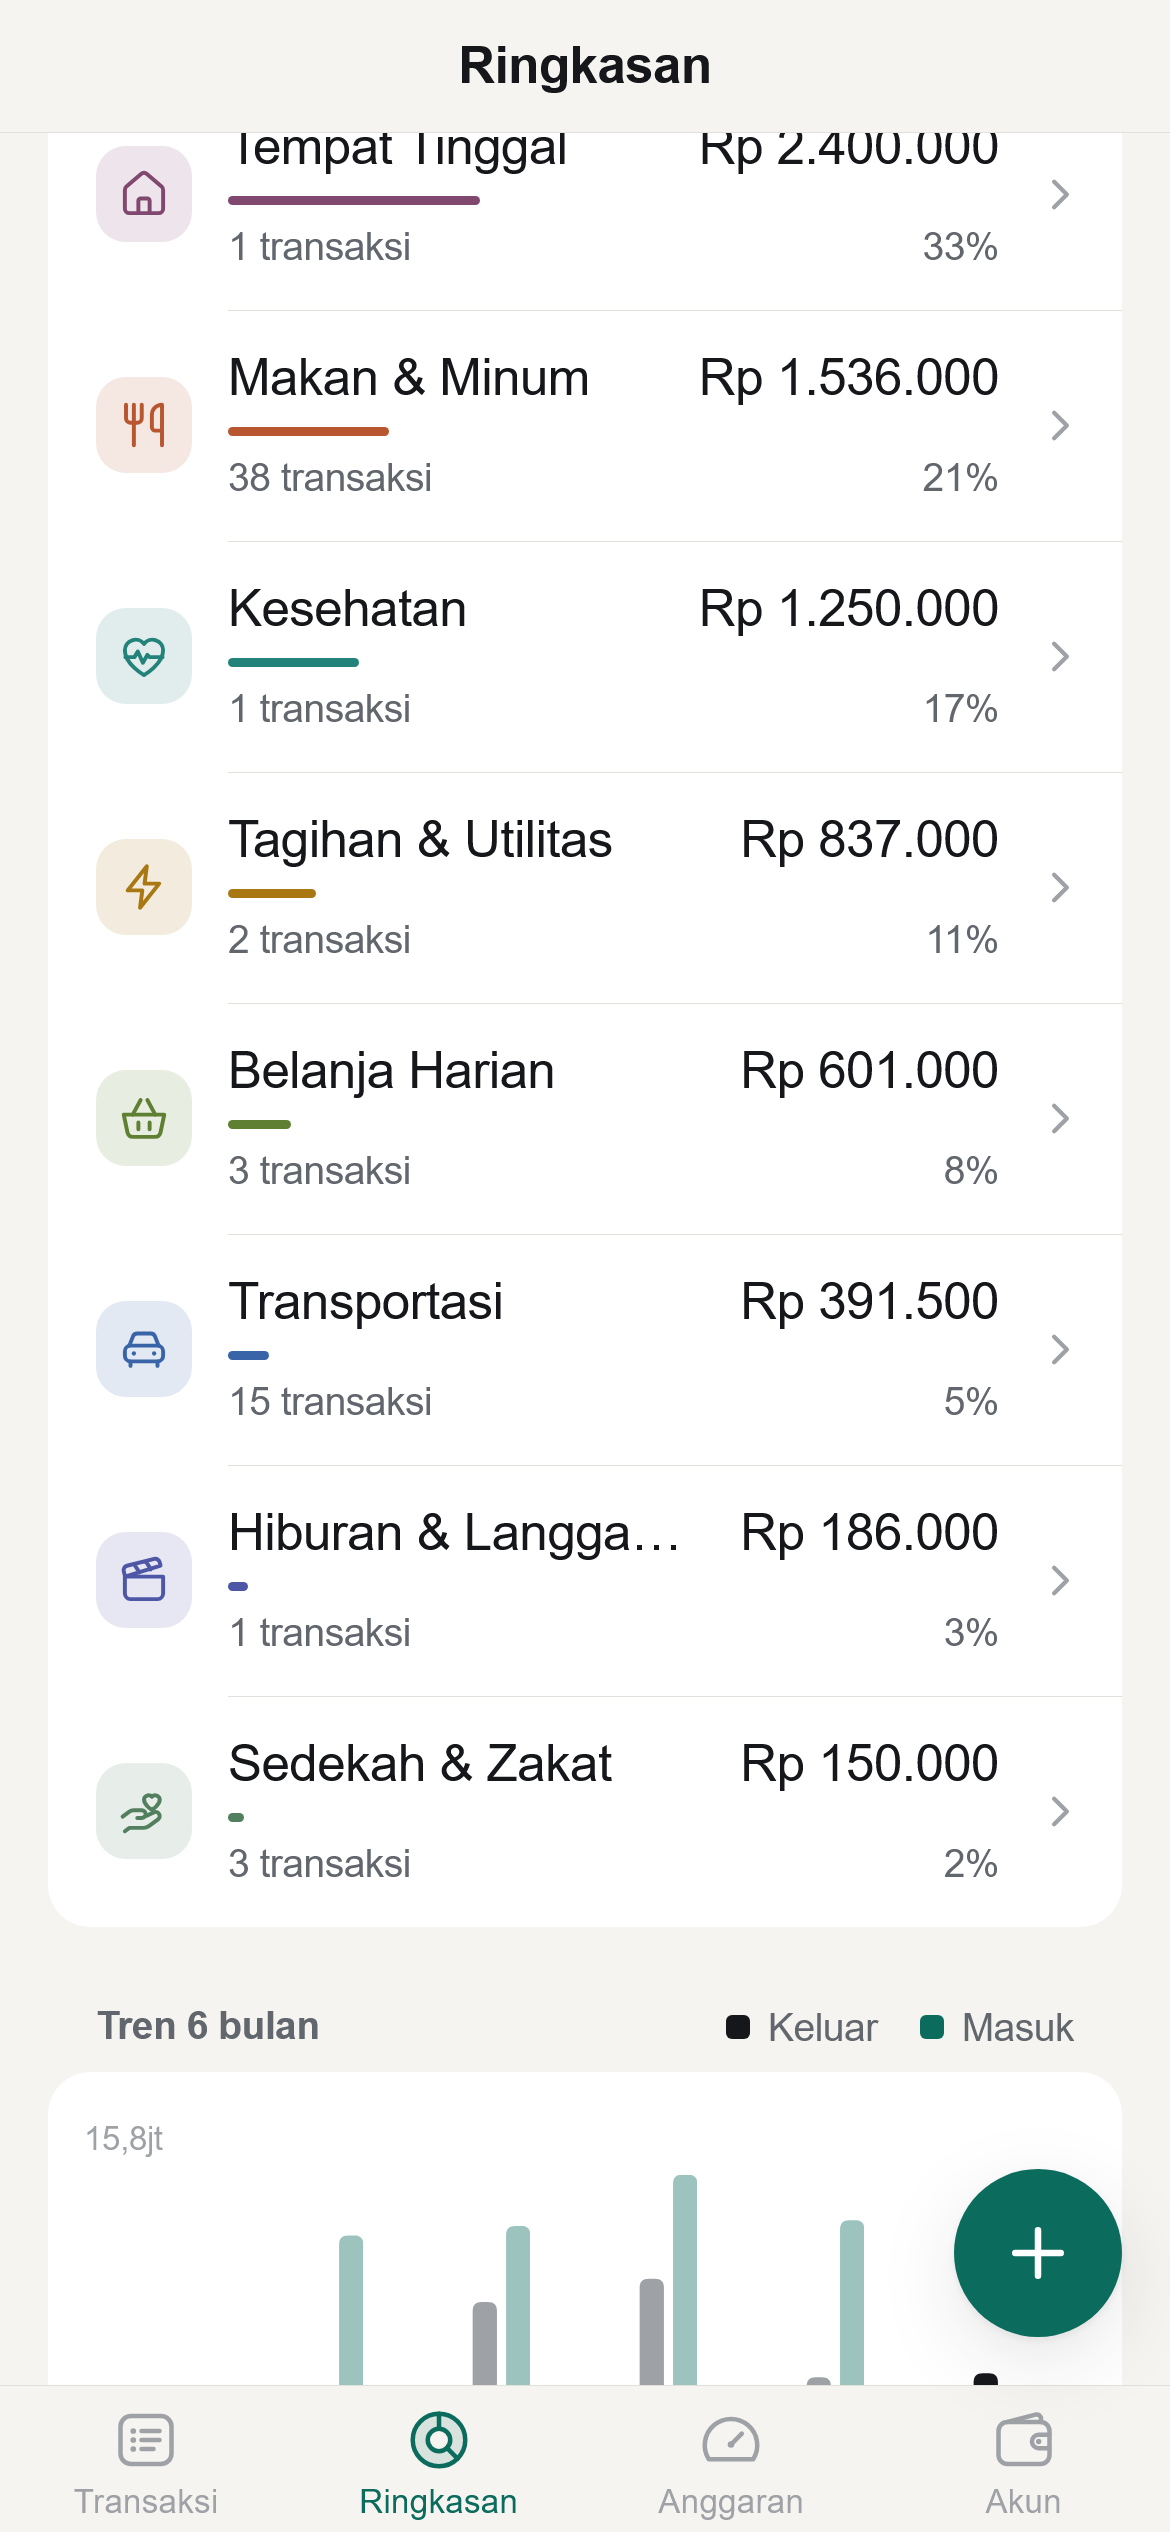 Ringkasan
Tempat Tinggal Rp 2.400.000
1 transaksi 33%
Makan & Minum Rp 1.536.000
38 transaksi 21%
Kesehatan Rp 1.250.000
1 transaksi 17%
Tagihan & Utilitas Rp 837.000
2 transaksi 11%
Belanja Harian Rp 601.000
3 transaksi 8%
Transportasi Rp 391.500
15 transaksi 5%
Hiburan & Langga... Rp 186.000
1 transaksi 3%
Sedekah & Zakat Rp 150.000
3 transaksi 2%
Tren 6 bulan Keluar Masuk
15,8jt
Transaksi Ringkasan Anggaran Akun